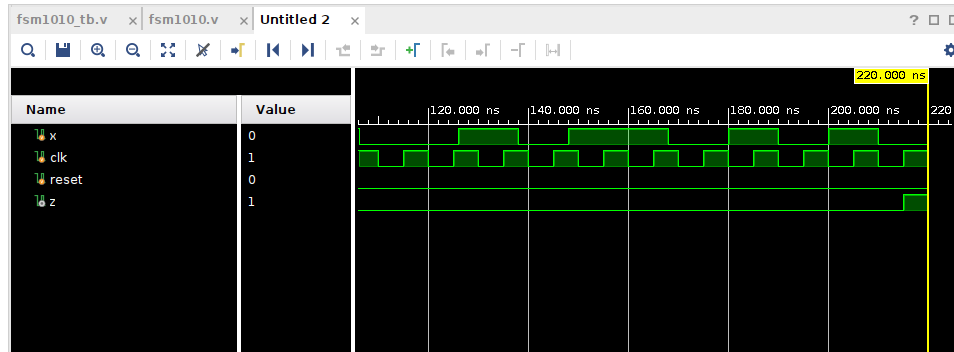 fsm1010_tb.v × fsm1010.v × Untitled 2 × ? 
220.000 ns
Name Value
120.000 ns 140.000 ns 160.000 ns 180.000 ns 200.000 ns 220
x 0
clk 1
reset 0
z 1